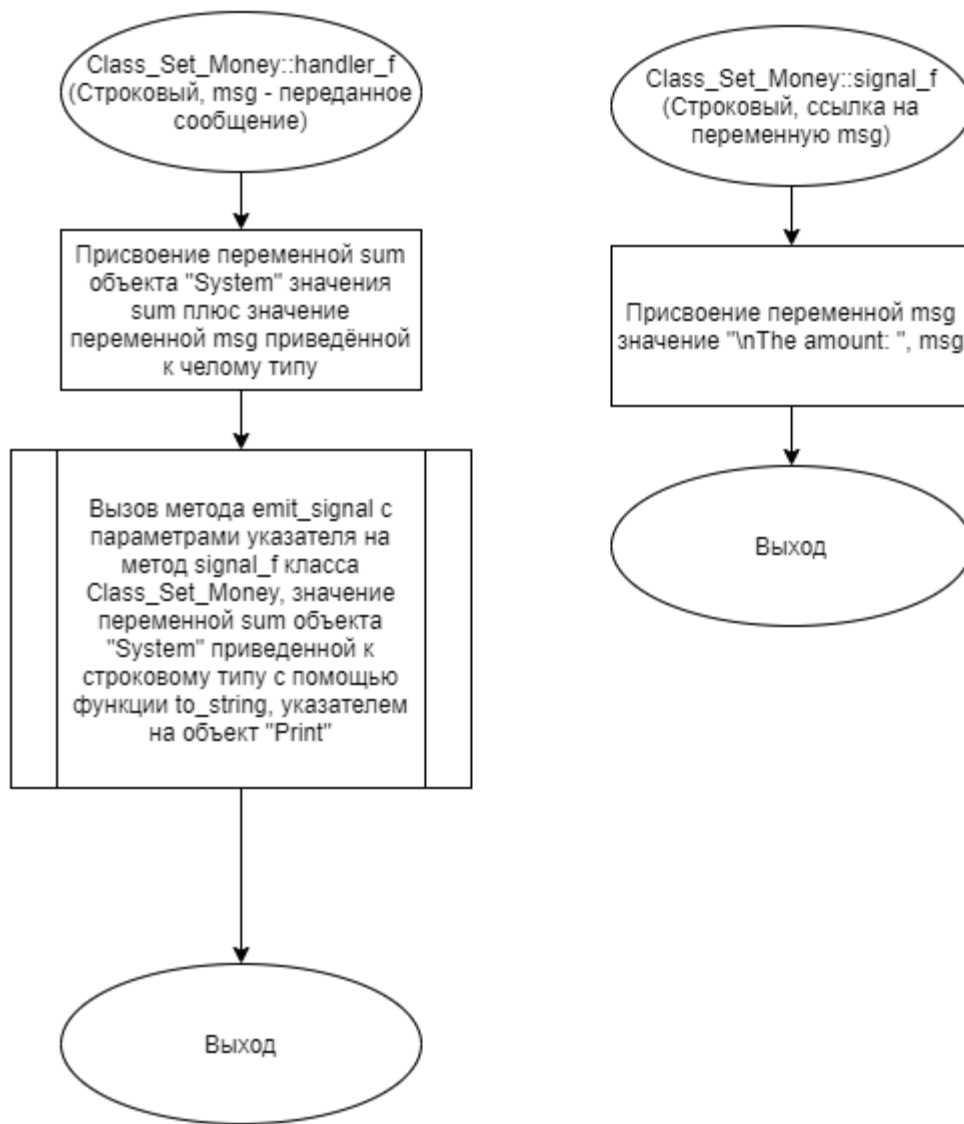 Class_Set_Money::handler_f
(Строковый, msg - переданное
сообщение)
Присвоение переменной sum
объекта "System" значения
sum плюс значение
переменной msg приведённой
к челому типу
Вызов метода emit_signal с
параметрами указателя на
метод signal_f класса
Class_Set_Money, значение
переменной sum объекта
"System" приведенной к
строковому типу с помощью
функции to_string, указателем
на объект "Print"
Выход
Class_Set_Money::signal_f
(Строковый, ссылка на
переменную msg)
Присвоение переменной msg
значение "\nThe amount: ", msg
Выход